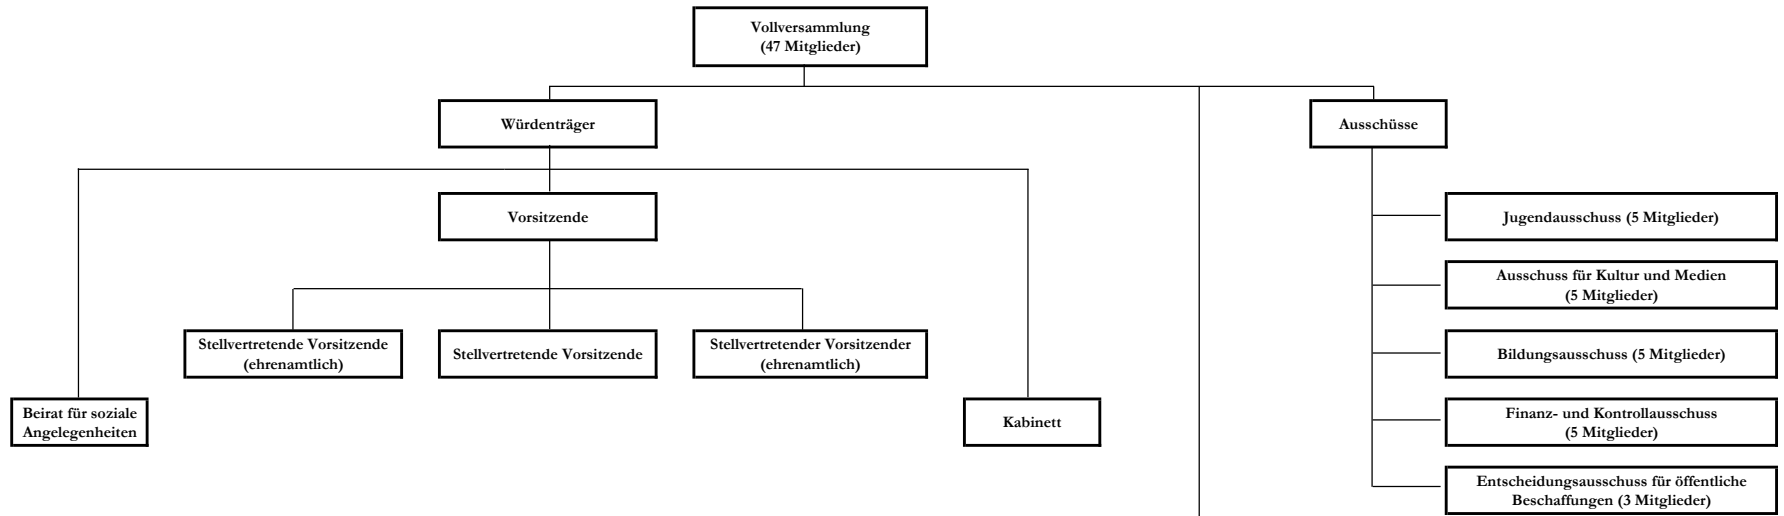 Vollversammlung
(47 Mitglieder)
Würdenträger
Ausschüsse
Vorsitzende
Jugendausschuss (5 Mitglieder)
Ausschuss für Kultur und Medien
(5 Mitglieder)
Stellvertretende Vorsitzende
(ehrenamtlich)
Stellvertretende Vorsitzende
Stellvertretender Vorsitzender
(ehrenamtlich)
Bildungsausschuss (5 Mitglieder)
Beirat für soziale
Angelegenheiten
Kabinett
Finanz- und Kontrollausschuss
(5 Mitglieder)
Entscheidungsausschuss für öffentliche
Beschaffungen (3 Mitglieder)